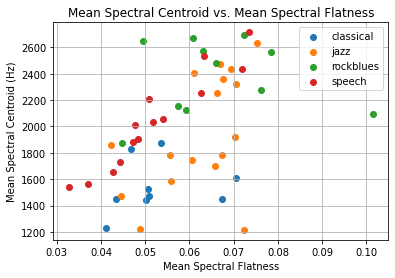 Mean Spectral Centroid vs. Mean Spectral Flatness
classical
jazz
rockblues
speech
Mean Spectral Centroid (Hz)
2600
2400
2200
2000
1800
1600
1400
1200
0.03 0.04 0.05 0.06 0.07 0.08 0.09 0.10
Mean Spectral Flatness